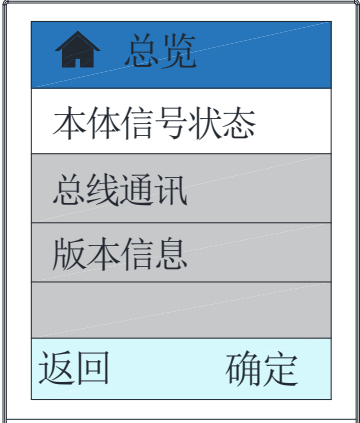 总览
本体信号状态
总线通讯
版本信息
返回 确定